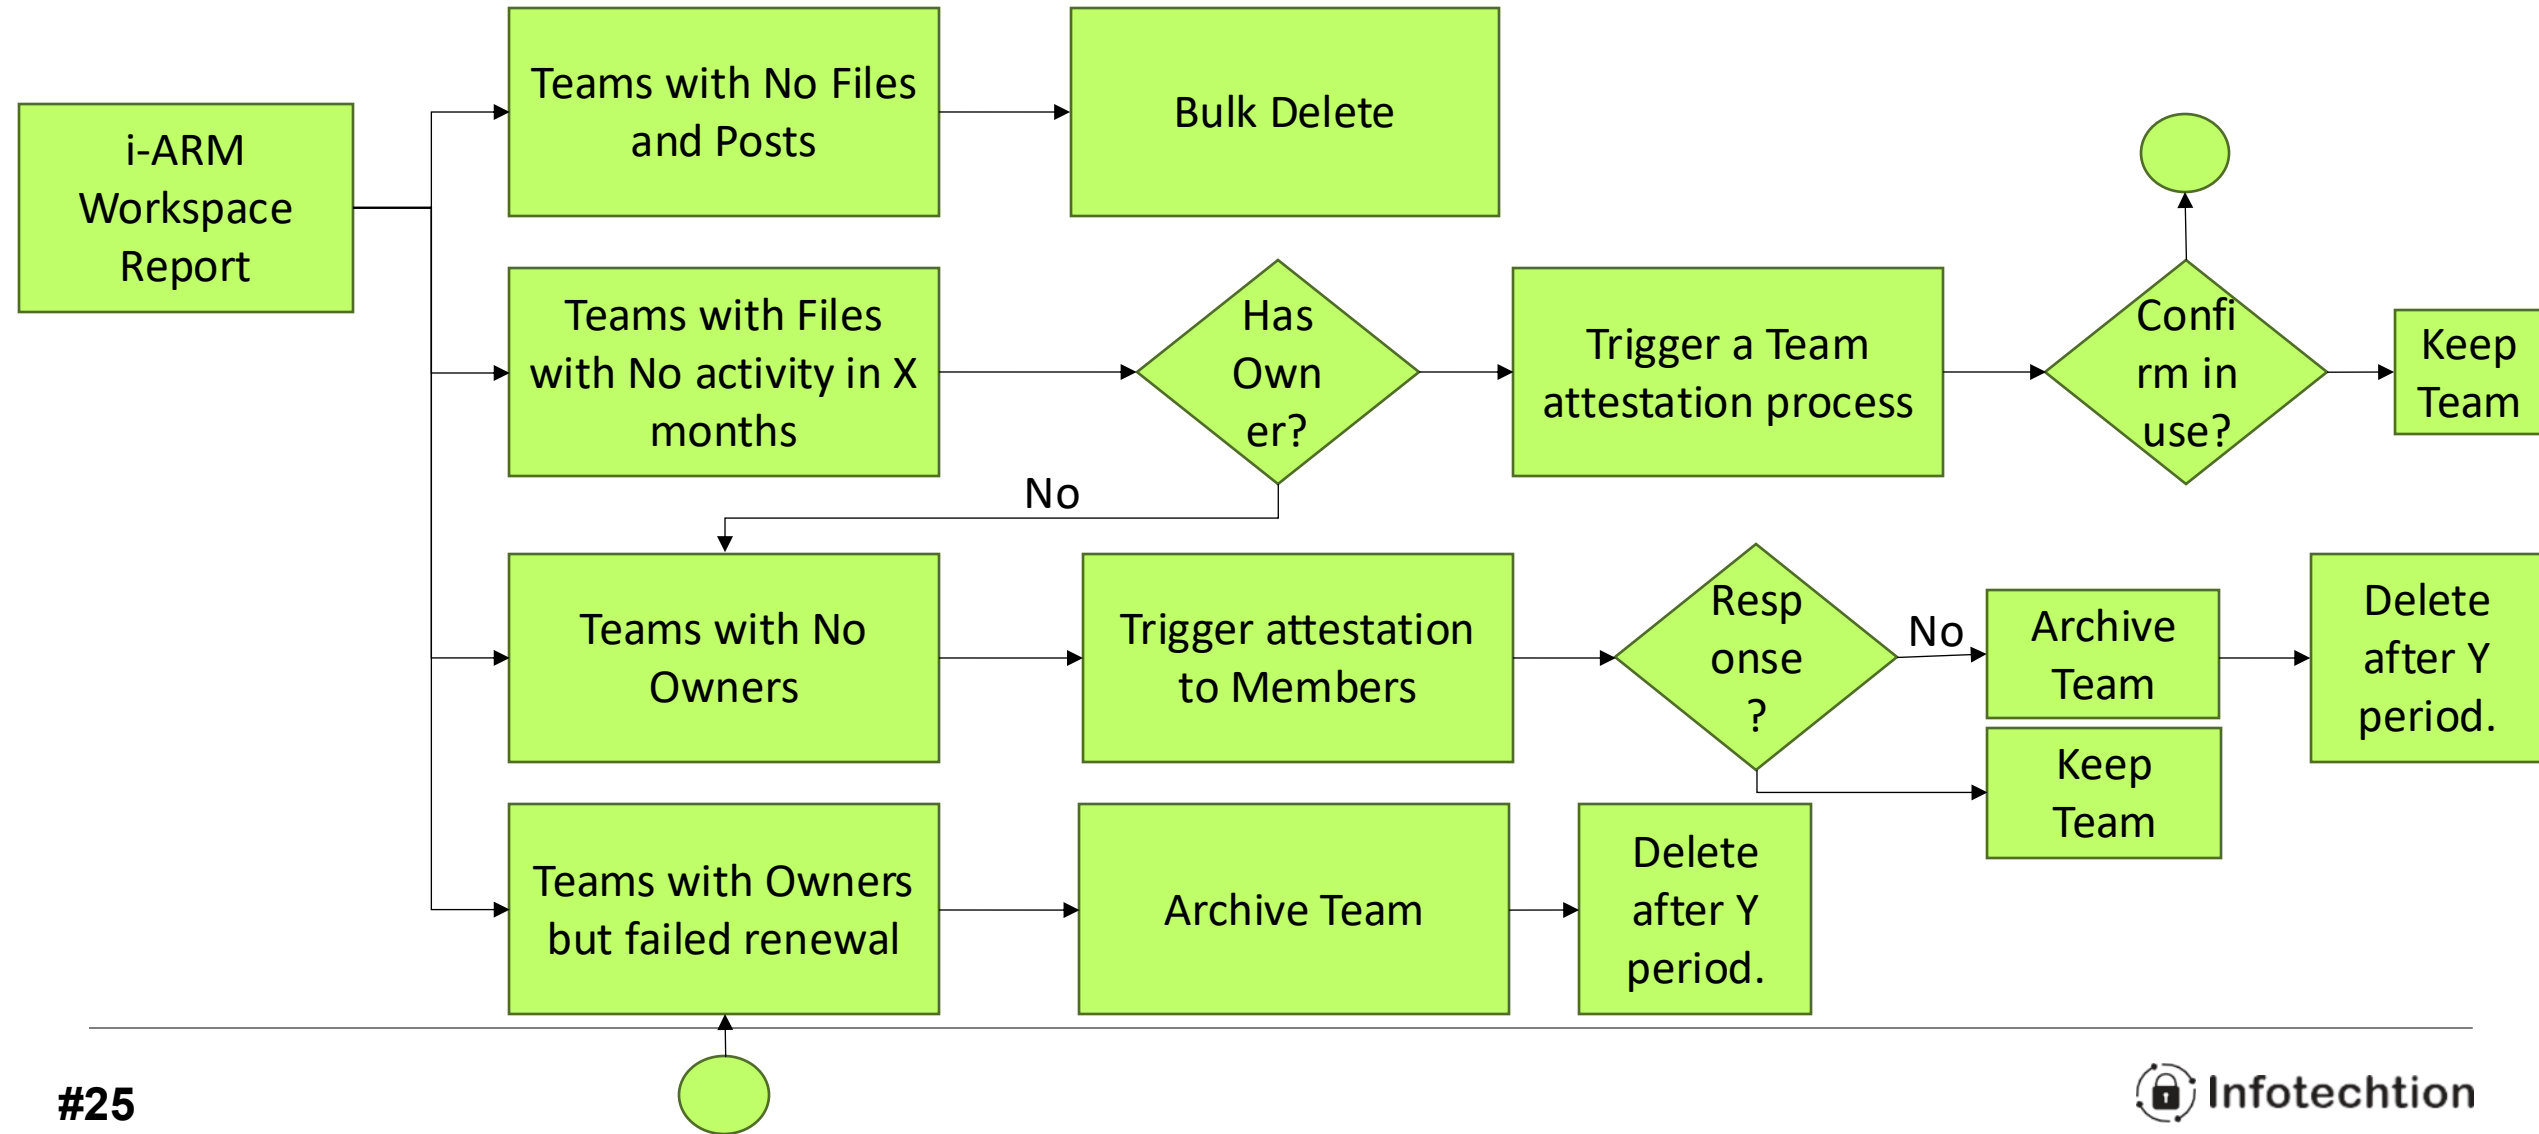 i-ARM
Workspace
Report
Teams with No Files
and Posts
Bulk Delete
Teams with Files
with No activity in X
months
Has
Own
er?
Trigger a Team
attestation process
Confi
rm in
use?
Keep
Team
No
Teams with No
Owners
Trigger attestation
to Members
Resp
onse
?
No
Archive
Team
Delete
after Y
period.
Keep
Team
Teams with Owners
but failed renewal
Archive Team
Delete
after Y
period.
#25
Infotechtion